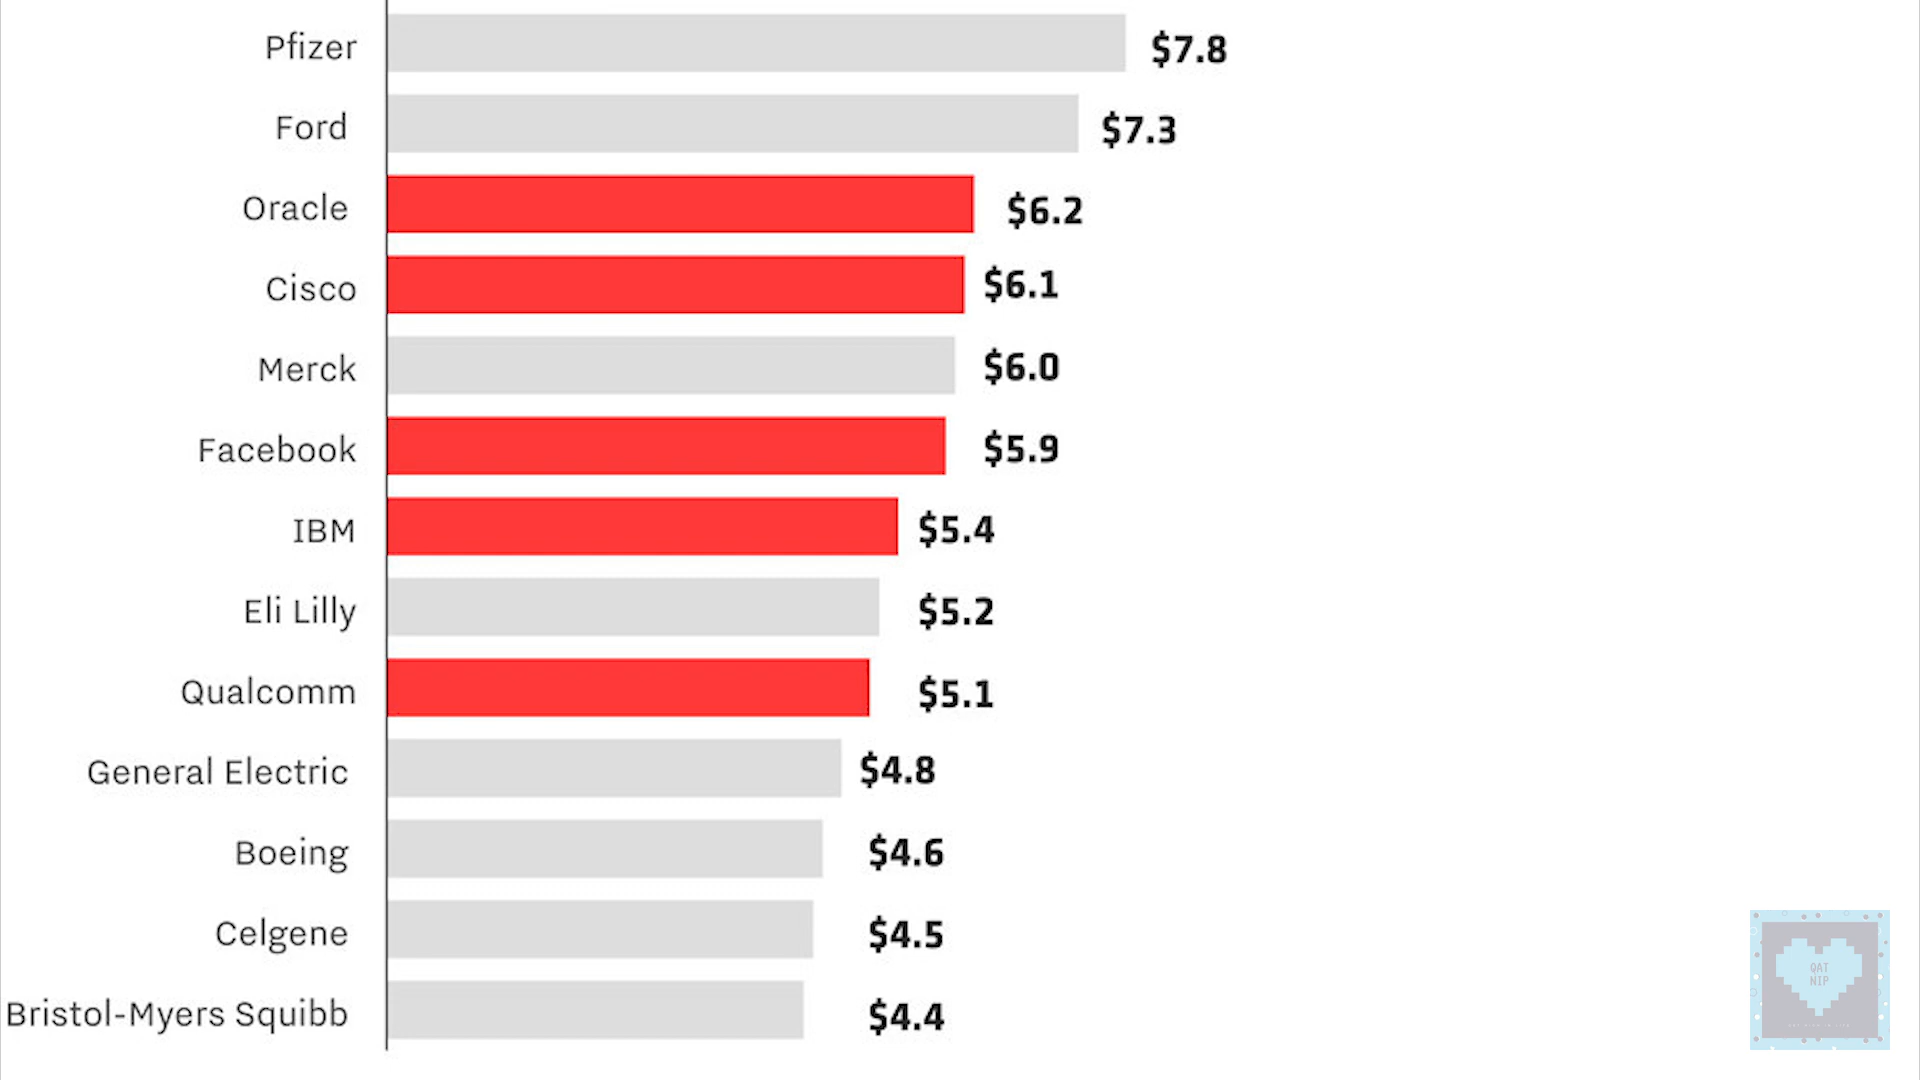 Pfizer $7.8
Ford $7.3
Oracle $6.2
Cisco $6.1
Merck $6.0
Facebook $5.9
IBM $5.4
Eli Lilly $5.2
Qualcomm $5.1
General Electric $4.8
Boeing $4.6
Celgene $4.5
Bristol-Myers Squibb $4.4
QAT
NIP